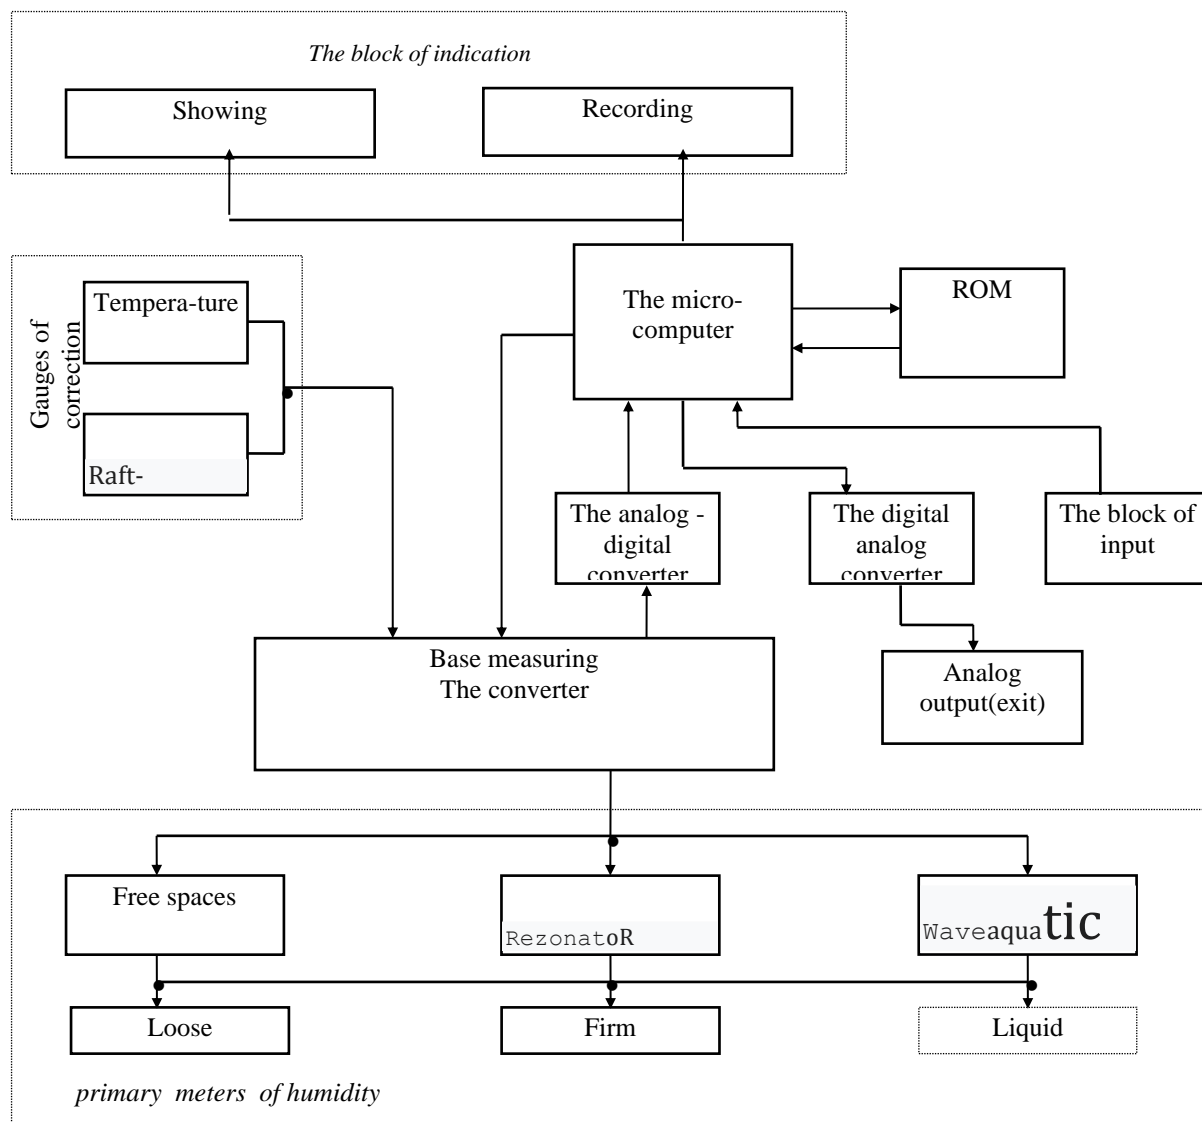 The block of indication
Showing
Recording
Gauges of
correction
Tempera-ture
Raft-
The micro-
computer
ROM
The analog -
digital
converter
The digital
analog
converter
The block of
input
Base measuring
The converter
Analog
output(exit)
Free spaces
RezonatoR
Waveaquatic
Loose
Firm
Liquid
primary meters of humidity